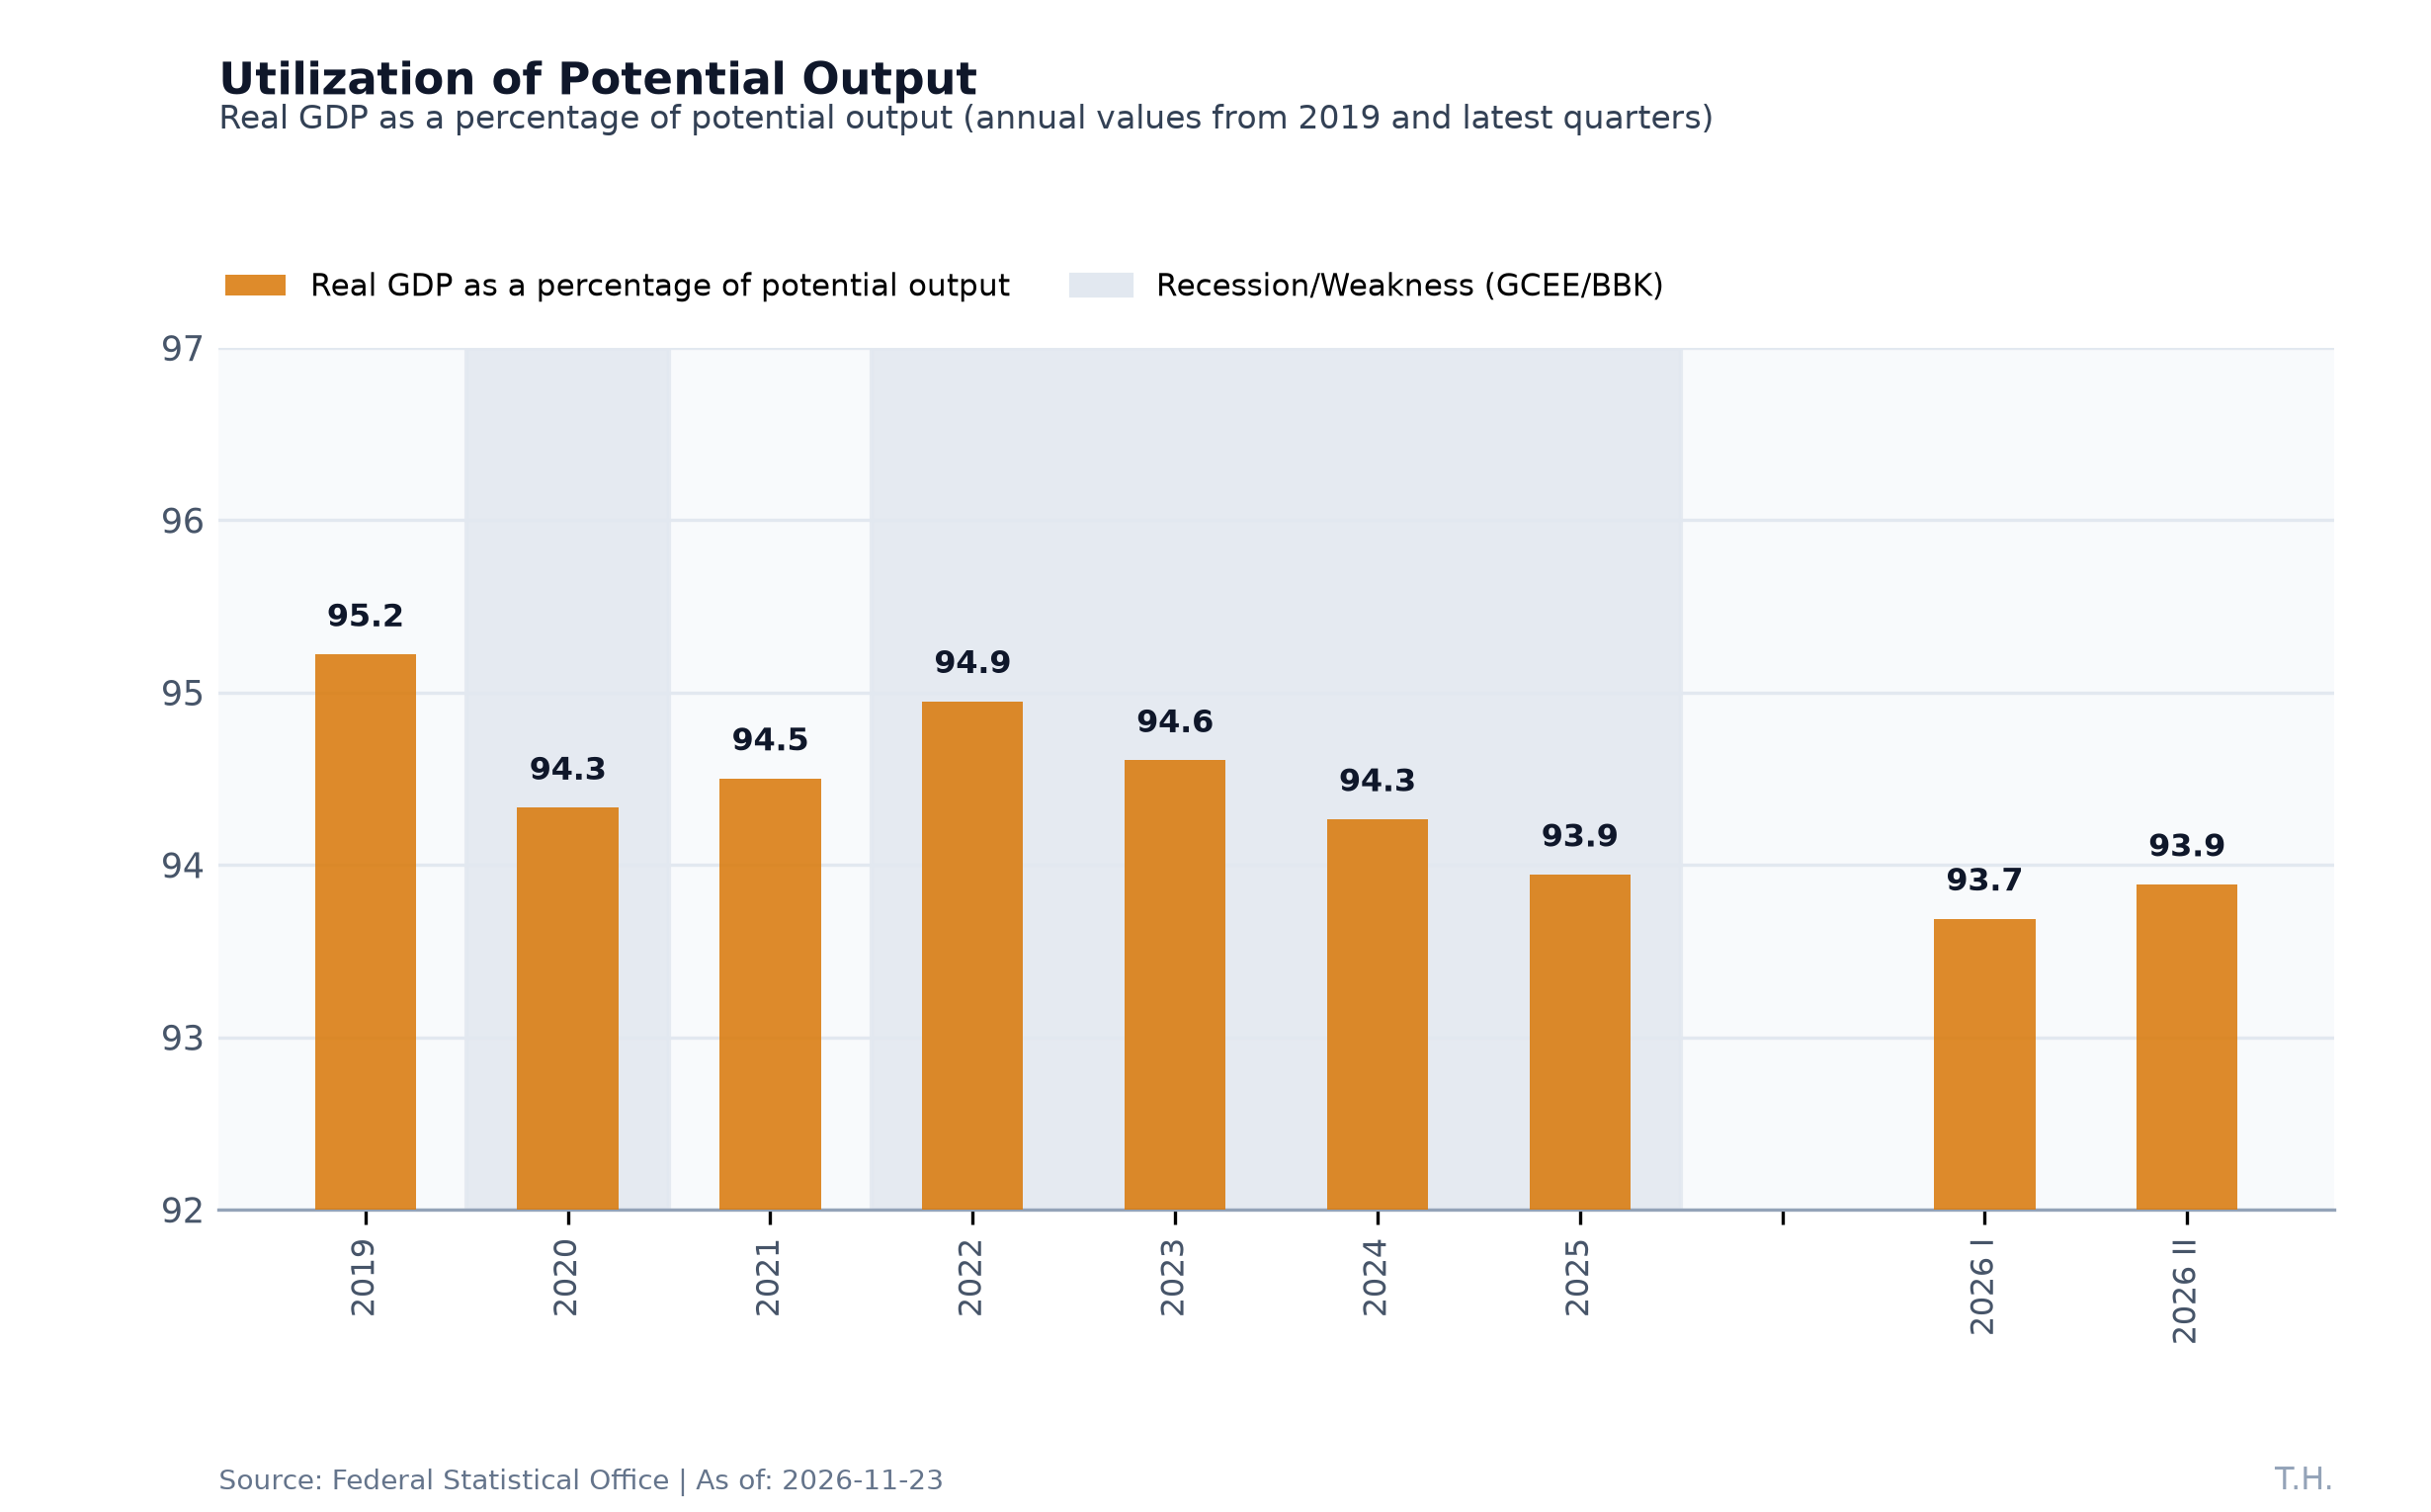 Utilization of Potential Output
Real GDP as a percentage of potential output (annual values from 2019 and latest quarters)
Real GDP as a percentage of potential output
Recession/Weakness (GCEE/BBK)
97
96
95
94
93
92
95.2
94.3
94.5
94.9
94.6
94.3
93.9
93.7
93.9
2019
2020
2021
2022
2023
2024
2025
2026 I
2026 II
Source: Federal Statistical Office | As of: 2026-11-23
T.H.